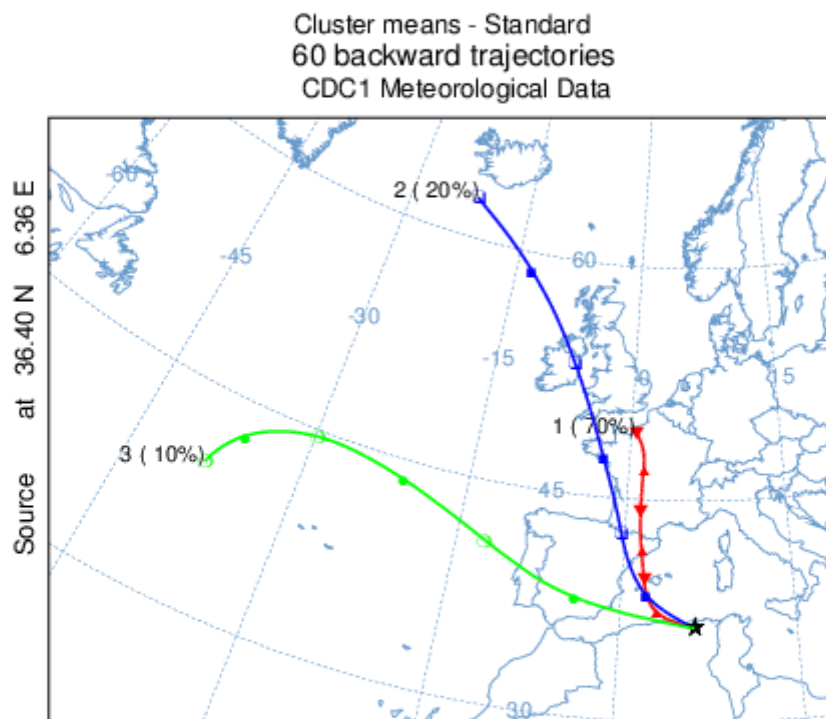 Cluster means - Standard
60 backward trajectories
CDC1 Meteorological Data
Source at 36.40 N 6.36 E
-60
2 ( 20%)
-45
60
-30
-15
0
15
1 ( 70%)
3 ( 10%)
45
30